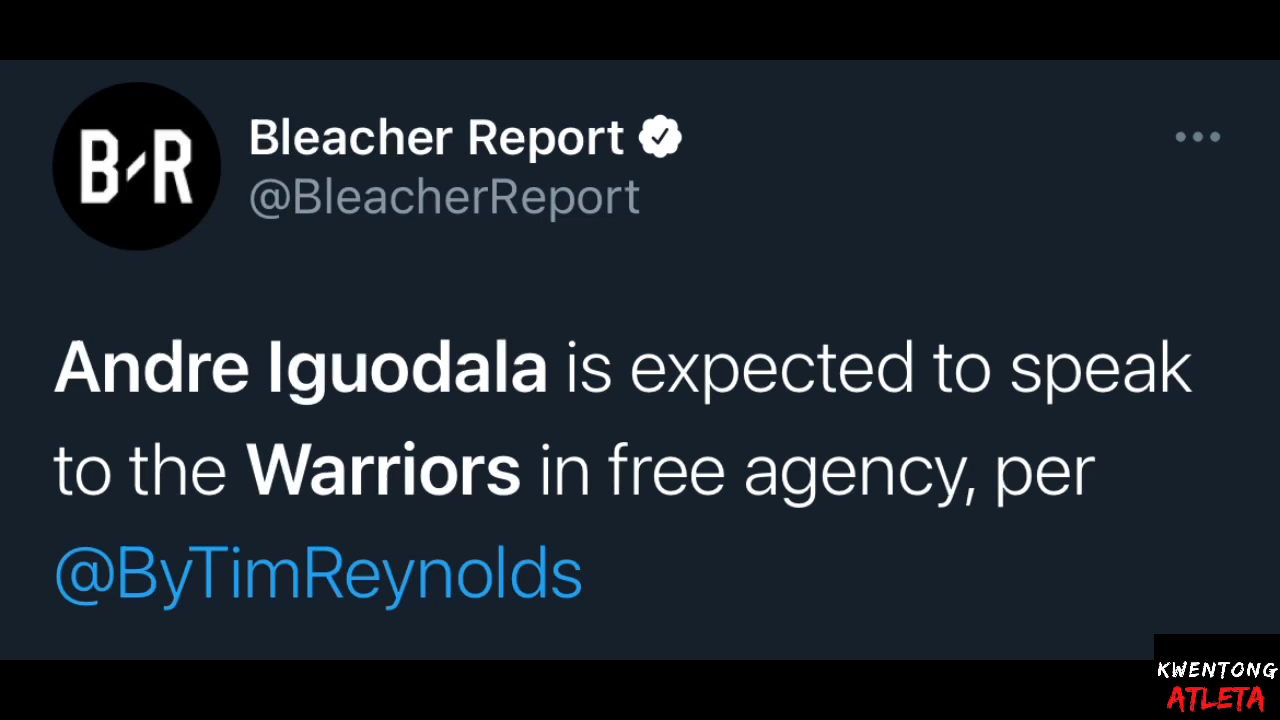 B/R
Bleacher Report
@BleacherReport
Andre Iguodala is expected to speak
to the Warriors in free agency, per
@ByTimReynolds
KWENTONG
ATLETA